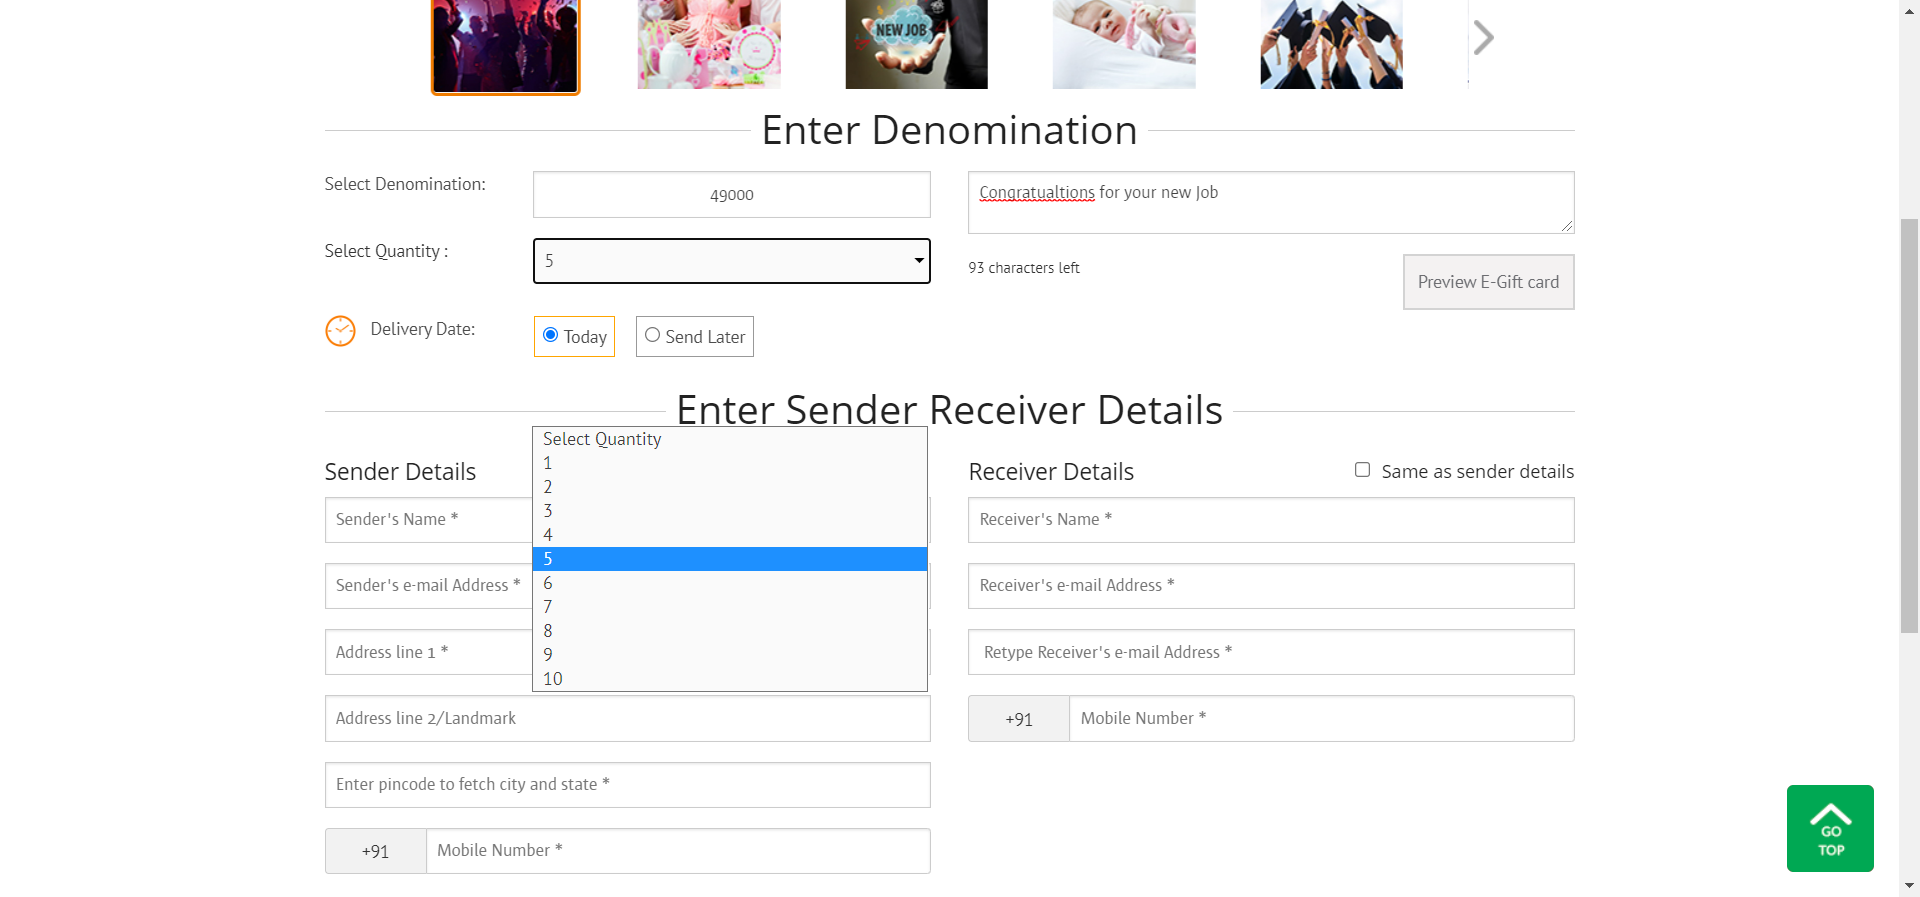 NEW JOB
Enter Denomination
Select Denomination:
49000
Congratualtions for your new Job
Select Quantity :
5
93 characters left
Preview E-Gift card
Delivery Date:
Today
Send Later
Enter Sender Receiver Details
Select Quantity
1
2
3
4
5
6
7
8
9
10
Sender Details
Sender's Name *
Sender's e-mail Address *
Address line 1 *
Address line 2/Landmark
Enter pincode to fetch city and state *
+91
Mobile Number *
Receiver Details
Same as sender details
Receiver's Name *
Receiver's e-mail Address *
Retype Receiver's e-mail Address *
+91
Mobile Number *
GO
TOP